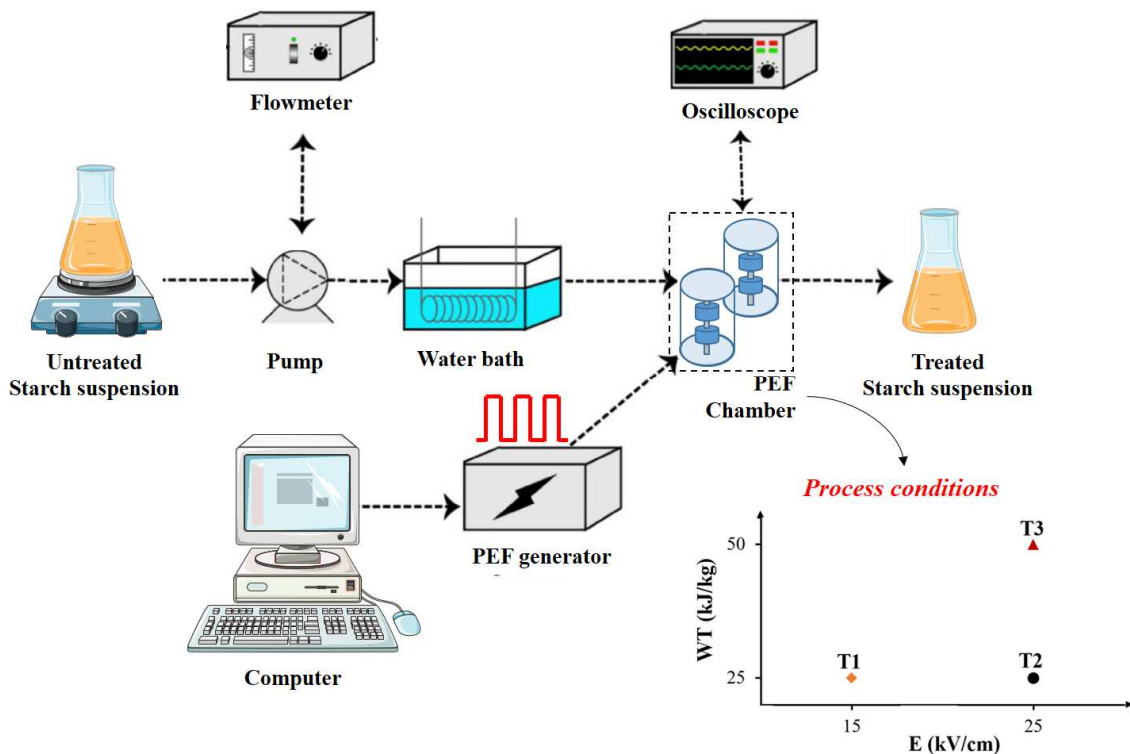 Flowmeter
Oscilloscope
Untreated
Starch suspension
Pump
Water bath
PEF
Chamber
Treated
Starch suspension
Computer
PEF generator
Process conditions
WT (kJ/kg)
50
25
T3
T1
T2
15
25
E (kV/cm)